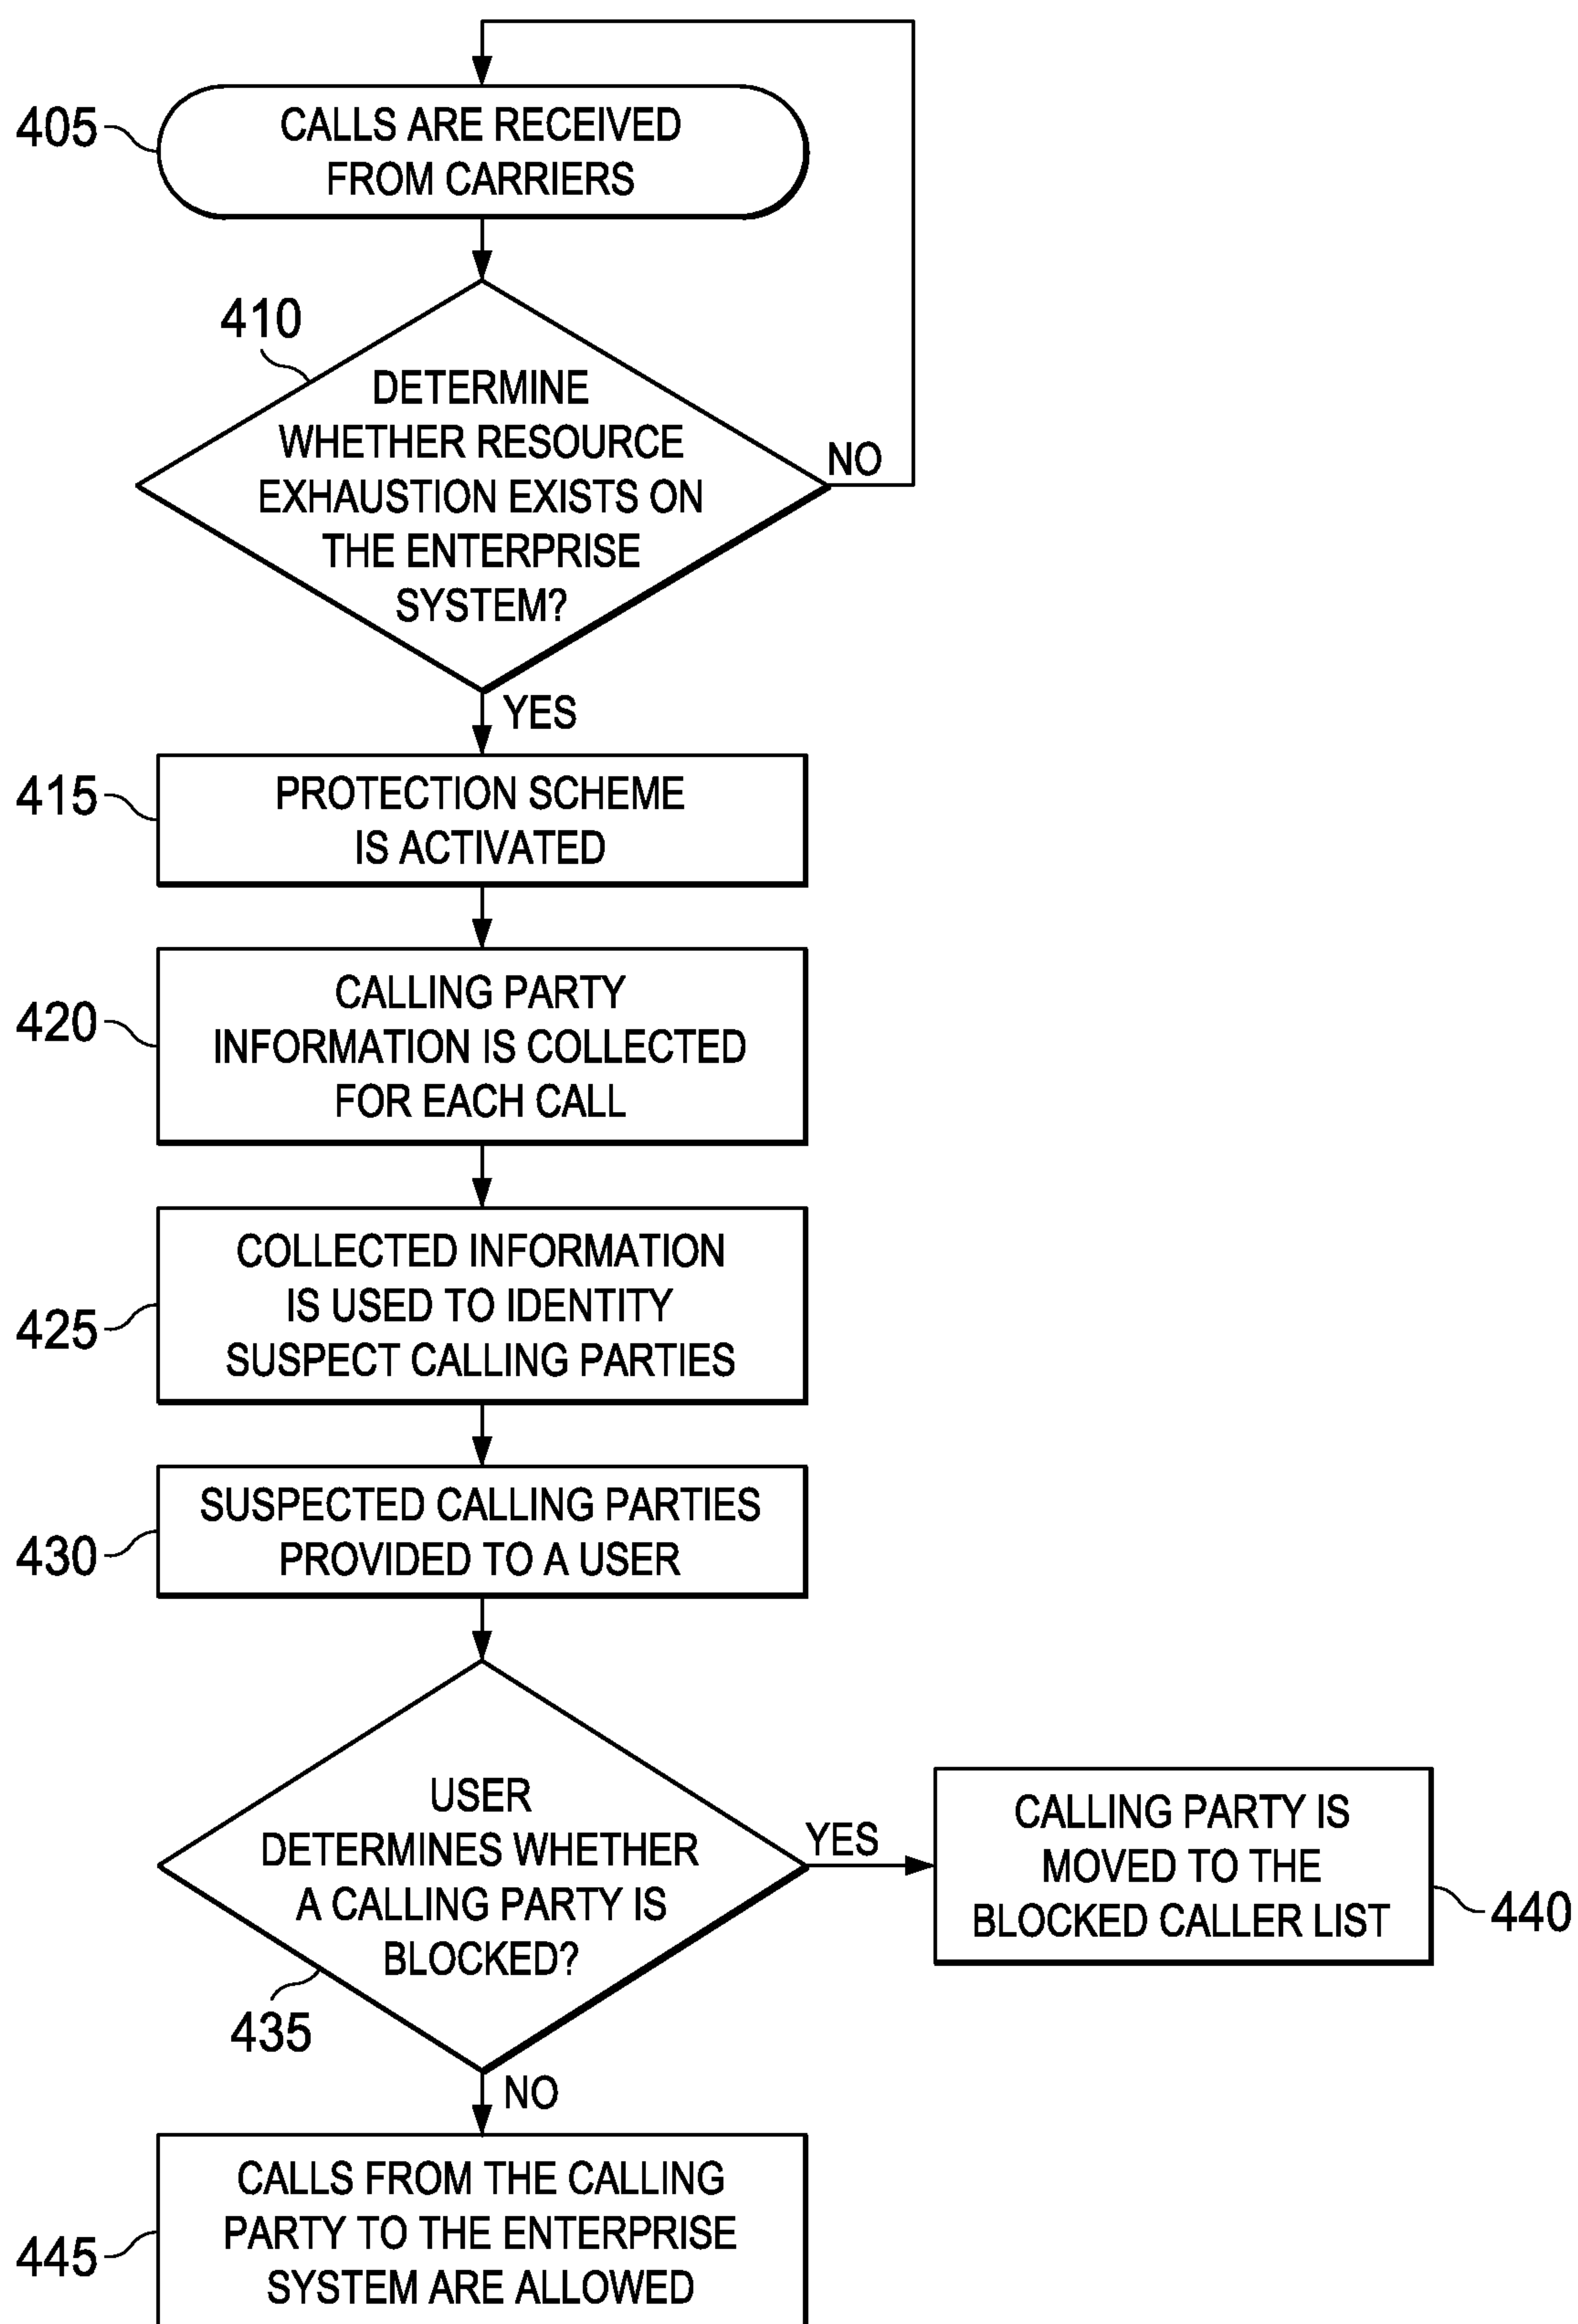 405
CALLS ARE RECEIVED
FROM CARRIERS
410
DETERMINE
WHETHER RESOURCE
EXHAUSTION EXISTS ON
THE ENTERPRISE
SYSTEM?
NO
YES
415
PROTECTION SCHEME
IS ACTIVATED
420
CALLING PARTY
INFORMATION IS COLLECTED
FOR EACH CALL
425
COLLECTED INFORMATION
IS USED TO IDENTITY
SUSPECT CALLING PARTIES
430
SUSPECTED CALLING PARTIES
PROVIDED TO A USER
USER
DETERMINES WHETHER
A CALLING PARTY IS
BLOCKED?
435
YES
CALLING PARTY IS
MOVED TO THE
BLOCKED CALLER LIST
440
NO
445
CALLS FROM THE CALLING
PARTY TO THE ENTERPRISE
SYSTEM ARE ALLOWED